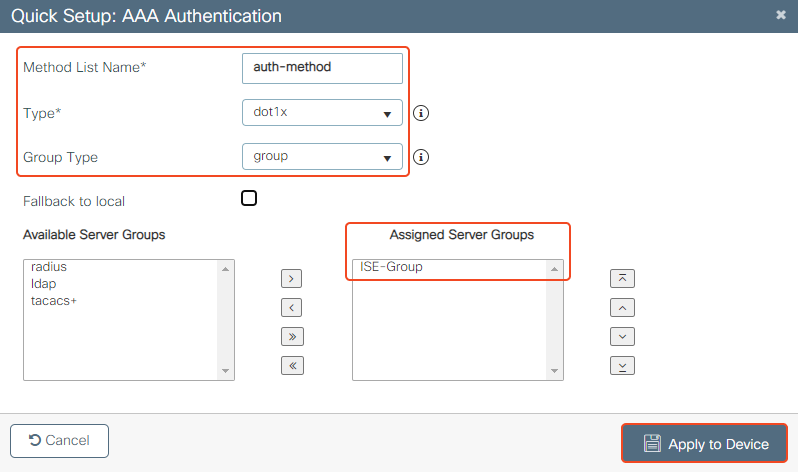 Quick Setup: AAA Authentication
Method List Name*
auth-method
Type*
dot1x
Group Type
group
Fallback to local
Available Server Groups
Assigned Server Groups
radius
ldap
tacacs+
ISE-Group
Cancel
Apply to Device